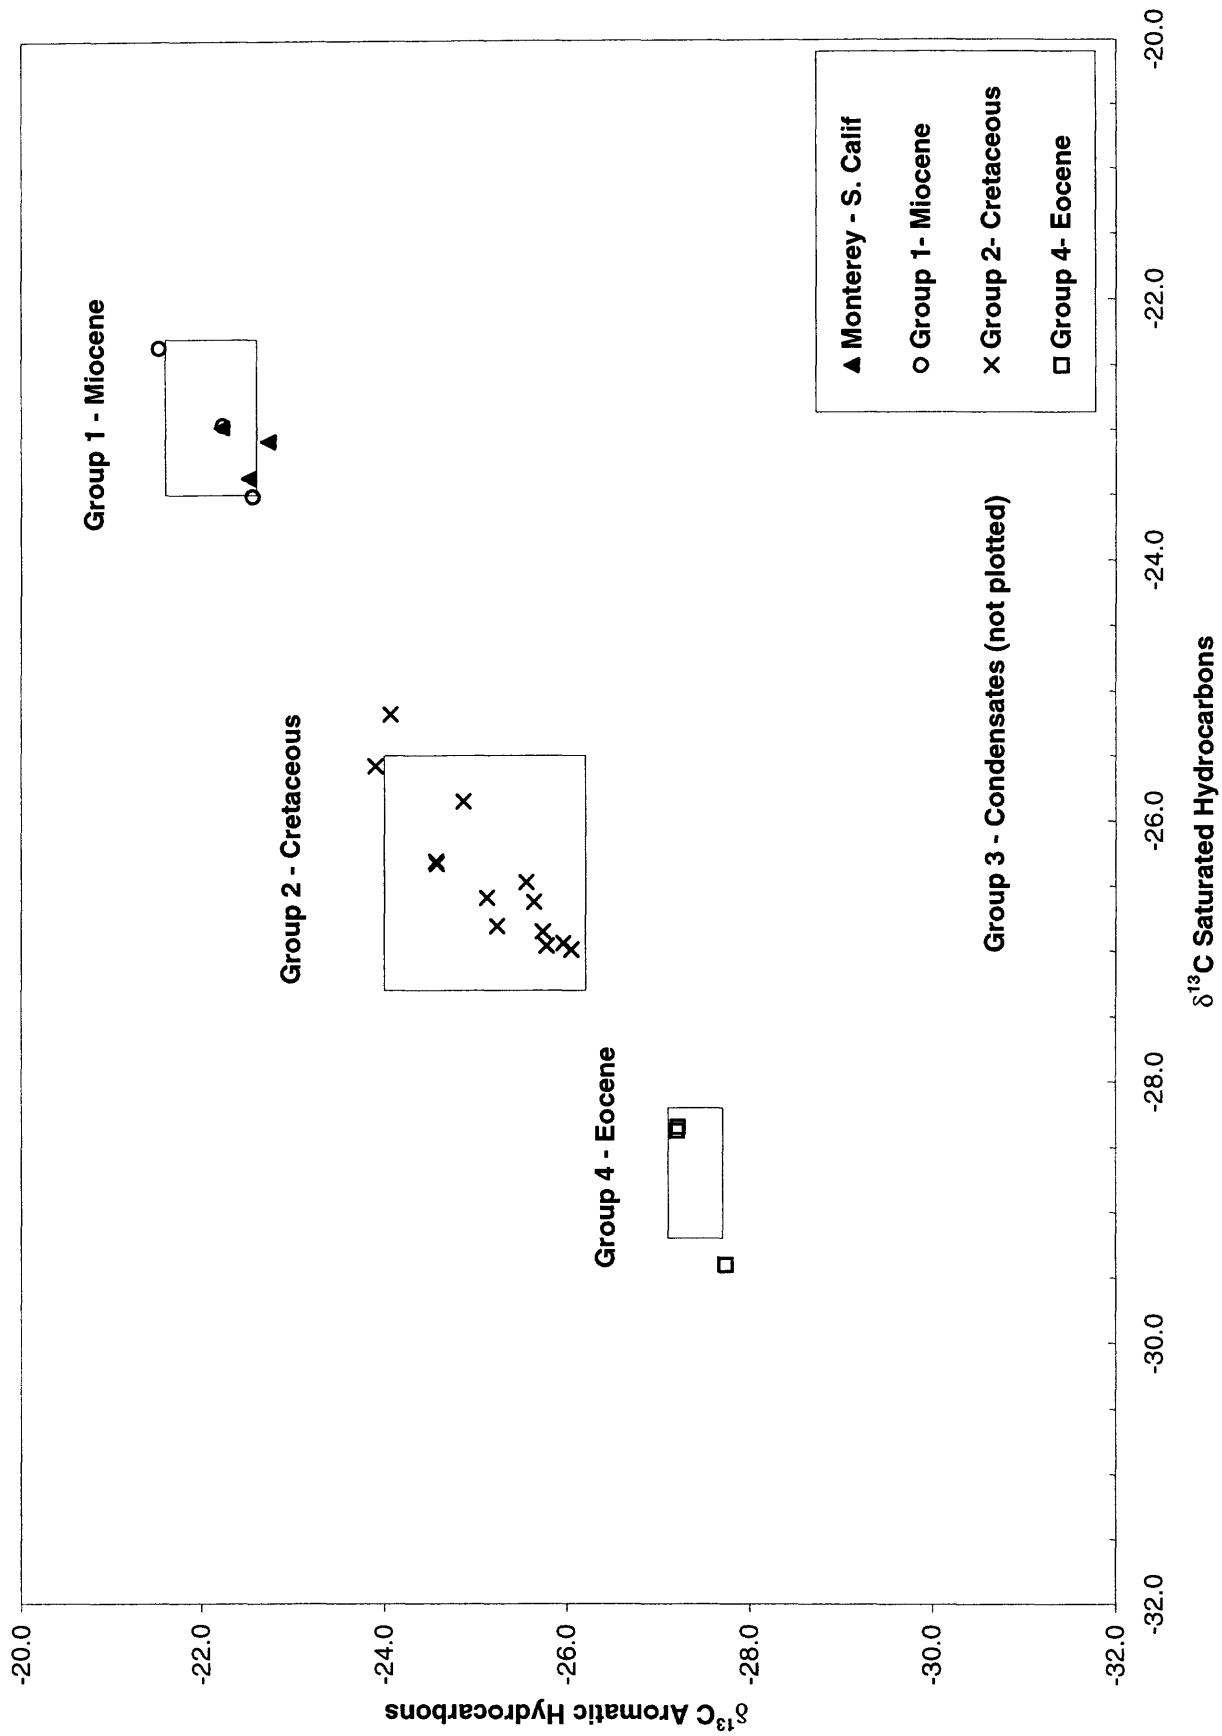 -20.0
-22.0
-24.0
-26.0
-28.0
-30.0
-32.0
δ¹³C Aromatic Hydrocarbons
Group 1 - Miocene
Group 2 - Cretaceous
Group 4 - Eocene
Group 3 - Condensates (not plotted)
Monterey - S. Calif
Group 1- Miocene
Group 2- Cretaceous
Group 4- Eocene
-32.0
-30.0
-28.0
-26.0
-24.0
-22.0
-20.0
δ¹³C Saturated Hydrocarbons